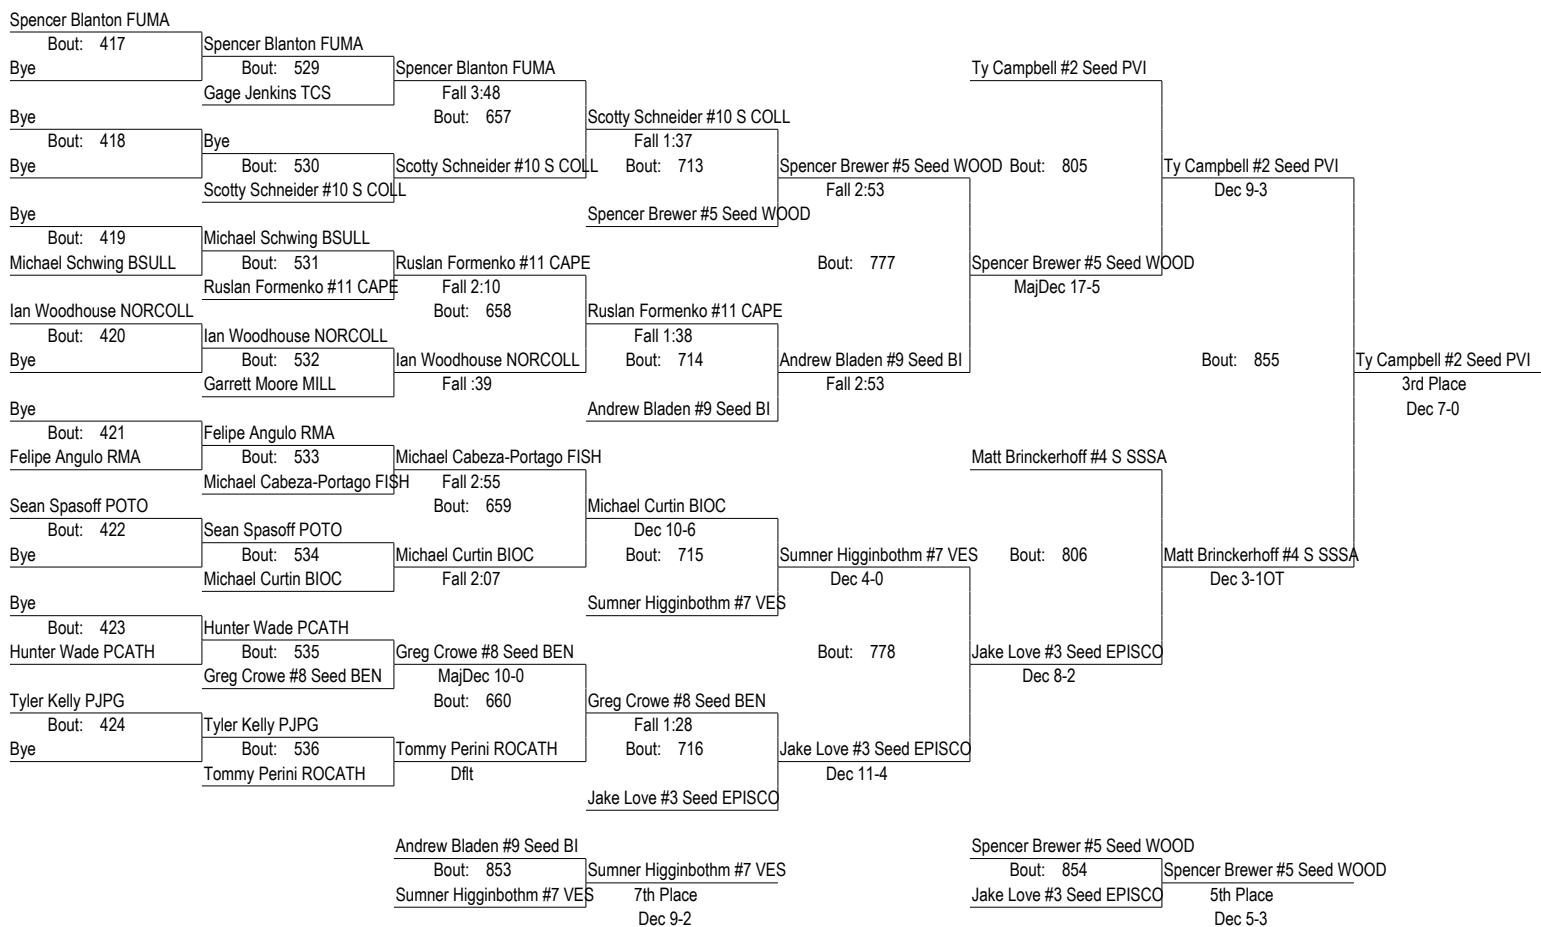 Spencer Blanton FUMA
Bout: 417 Spencer Blanton FUMA
Bye Bout: 529 Spencer Blanton FUMA Ty Campbell #2 Seed PVI
Gage Jenkins TCS Fall 3:48
Bye Bout: 657 Scotty Schneider #10 S COLL
Bout: 418 Bye Fall 1:37
Bye Bout: 530 Scotty Schneider #10 S COLL Bout: 713 Spencer Brewer #5 Seed WOOD Bout: 805 Ty Campbell #2 Seed PVI
Scotty Schneider #10 S COLL Fall 2:53 Dec 9-3
Bye Spencer Brewer #5 Seed WOOD
Bout: 419 Michael Schwing BSULL
Michael Schwing BSULL Bout: 531 Ruslan Formenko #11 CAPE Bout: 777 Spencer Brewer #5 Seed WOOD
Ruslan Formenko #11 CAPE Fall 2:10 MajDec 17-5
Ian Woodhouse NORCOLL Bout: 658 Ruslan Formenko #11 CAPE
Bout: 420 Ian Woodhouse NORCOLL Fall 1:38
Bye Bout: 532 Ian Woodhouse NORCOLL Bout: 714 Andrew Bladen #9 Seed BI Bout: 855 Ty Campbell #2 Seed PVI
Garrett Moore MILL Fall :39 Fall 2:53 3rd Place
Bye Andrew Bladen #9 Seed BI Dec 7-0
Bout: 421 Felipe Angulo RMA
Felipe Angulo RMA Bout: 533 Michael Cabeza-Portago FISH Matt Brinckerhoff #4 S SSSA
Michael Cabeza-Portago FISH Fall 2:55
Sean Spasoff POTO Bout: 659 Michael Curtin BIOC
Bout: 422 Sean Spasoff POTO Dec 10-6
Bye Bout: 534 Michael Curtin BIOC Bout: 715 Sumner Higginbothm #7 VES Bout: 806 Matt Brinckerhoff #4 S SSSA
Michael Curtin BIOC Fall 2:07 Dec 4-0 Dec 3-1OT
Bye Sumner Higginbothm #7 VES
Bout: 423 Hunter Wade PCATH
Hunter Wade PCATH Bout: 535 Greg Crowe #8 Seed BEN Bout: 778 Jake Love #3 Seed EPISCO
Greg Crowe #8 Seed BEN MajDec 10-0 Dec 8-2
Tyler Kelly PJPG Bout: 660 Greg Crowe #8 Seed BEN
Bout: 424 Tyler Kelly PJPG Fall 1:28
Bye Bout: 536 Tommy Perini ROCATH Bout: 716 Jake Love #3 Seed EPISCO
Tommy Perini ROCATH Dflt Dec 11-4
Jake Love #3 Seed EPISCO
Andrew Bladen #9 Seed BI Spencer Brewer #5 Seed WOOD
Bout: 853 Sumner Higginbothm #7 VES Bout: 854 Spencer Brewer #5 Seed WOOD
Sumner Higginbothm #7 VES 7th Place Jake Love #3 Seed EPISCO 5th Place
Dec 9-2 Dec 5-3